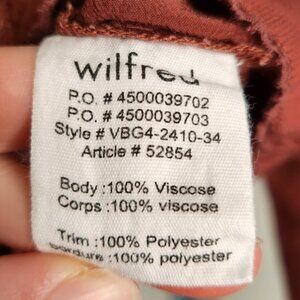 wilfred
P.O. # 4500039702
P.O. # 4500039703
Style # VBG4-2410-34
Article # 52854
Body :100% Viscose
Corps :100% Viscose
Trim :100% Polyester
bordure :100% polyester